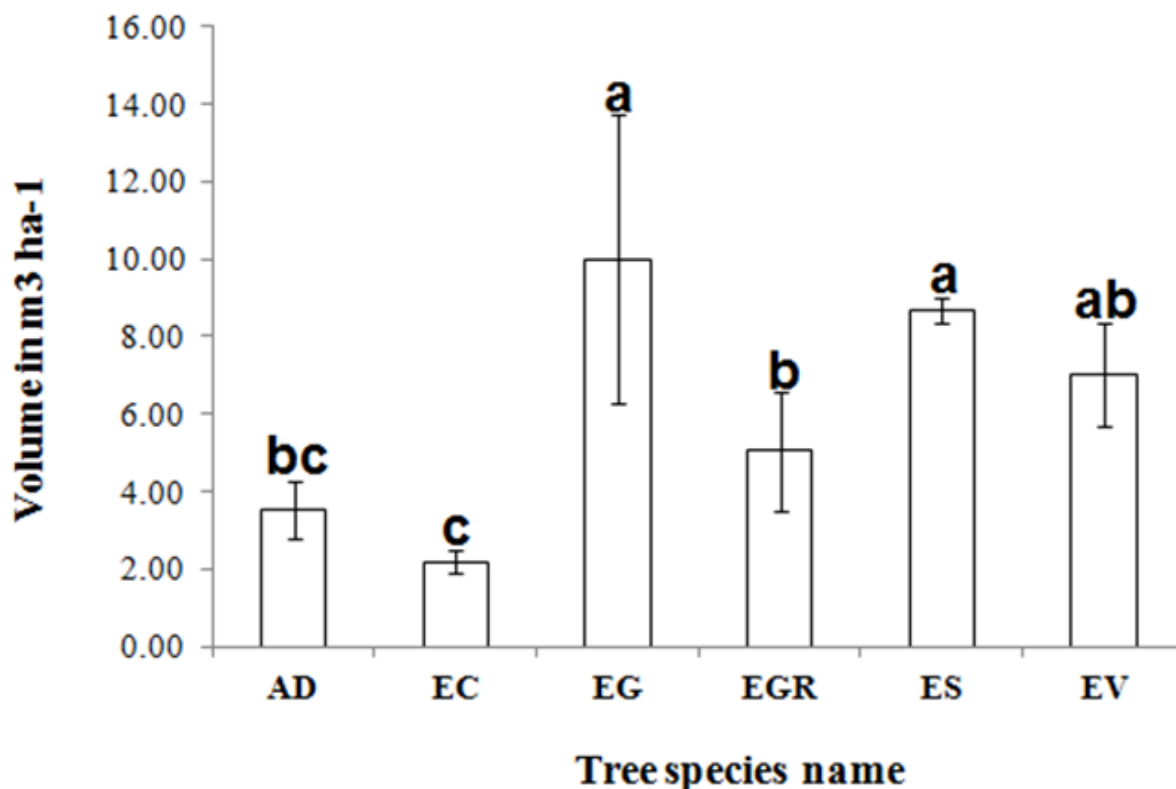 Volume in m3 ha-1
16.00
14.00
12.00
10.00
8.00
6.00
4.00
2.00
0.00
bc
c
a
b
a
ab
AD EC EG EGR ES EV
Tree species name